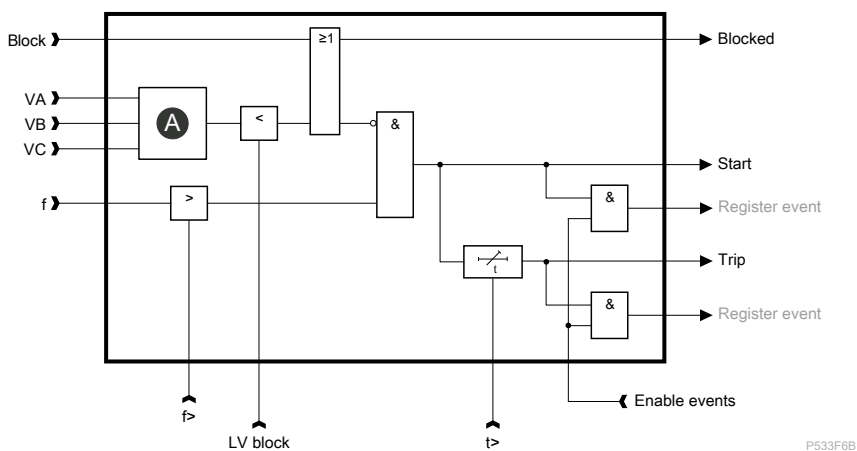 Block
≥1
Blocked
VA
VB
VC
A
<
&
Start
f
>
&
Register event
t
Trip
&
Register event
f>
LV block
t>
Enable events
P533F6B